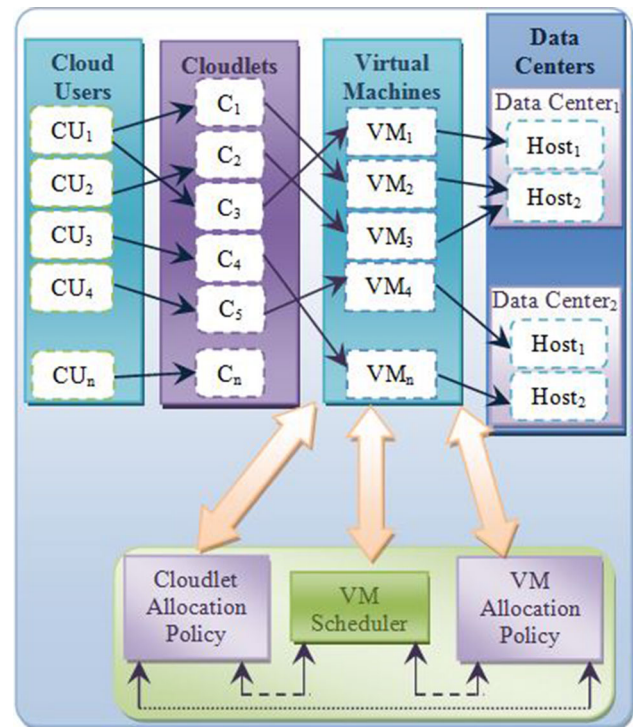 Cloud
Users
CU₁
CU₂
CU₃
CU₄
CUₙ
Cloudlets
C₁
C₂
C₃
C₄
C₅
Cₙ
Virtual
Machines
VM₁
VM₂
VM₃
VM₄
VMₙ
Data
Centers
Data Center₁
Host₁
Host₂
Data Center₂
Host₁
Host₂
Cloudlet
Allocation
Policy
VM
Scheduler
VM
Allocation
Policy